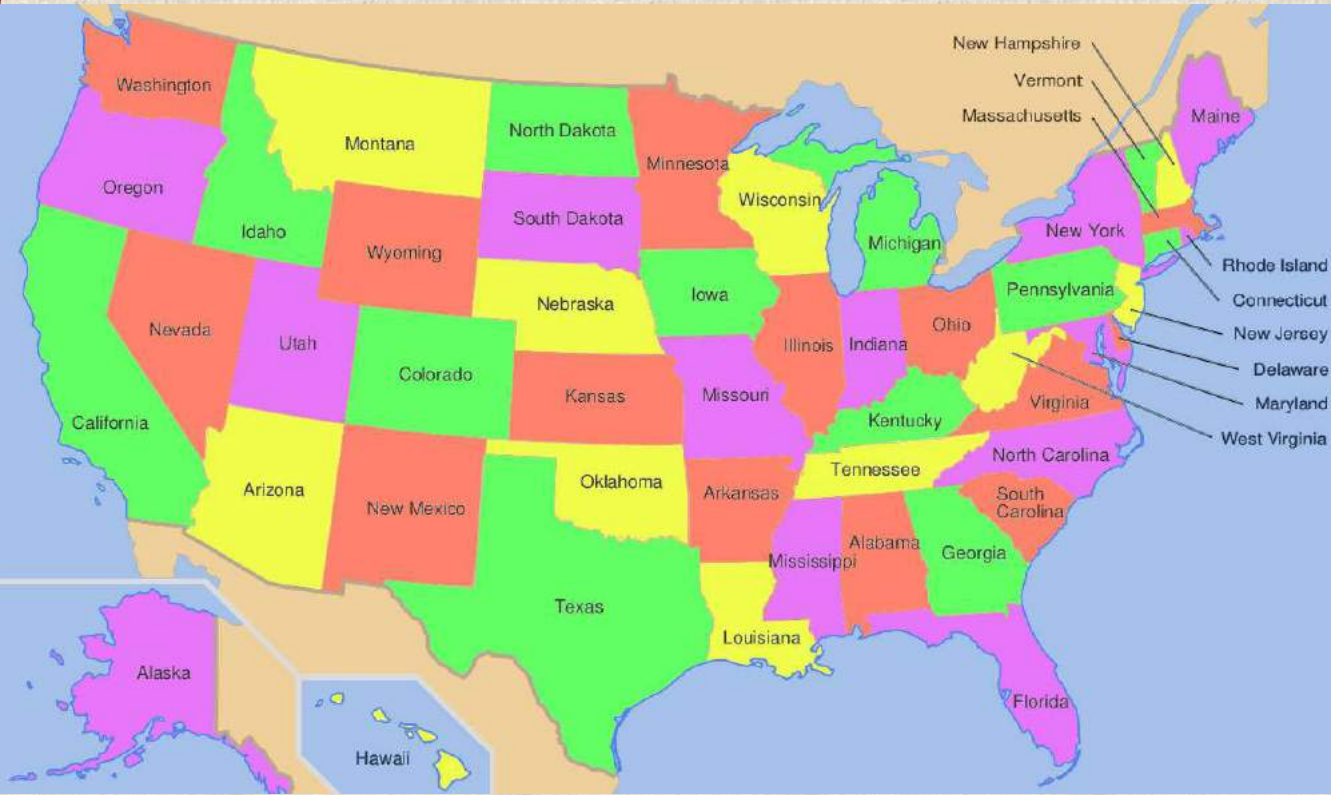 New Hampshire
Vermont
Massachusetts
Washington
Montana
North Dakota
Minnesota
Maine
Oregon
Idaho
Wyoming
South Dakota
Wisconsin
Michigan
New York
Rhode Island
Connecticut
New Jersey
Delaware
Maryland
West Virginia
Nevada
Utah
Colorado
Nebraska
Iowa
Illinois
Indiana
Ohio
Pennsylvania
California
Kansas
Missouri
Kentucky
Virginia
Arizona
New Mexico
Oklahoma
Arkansas
Tennessee
North Carolina
South
Carolina
Texas
Louisiana
Mississippi
Alabama
Georgia
Florida
Alaska
Hawaii